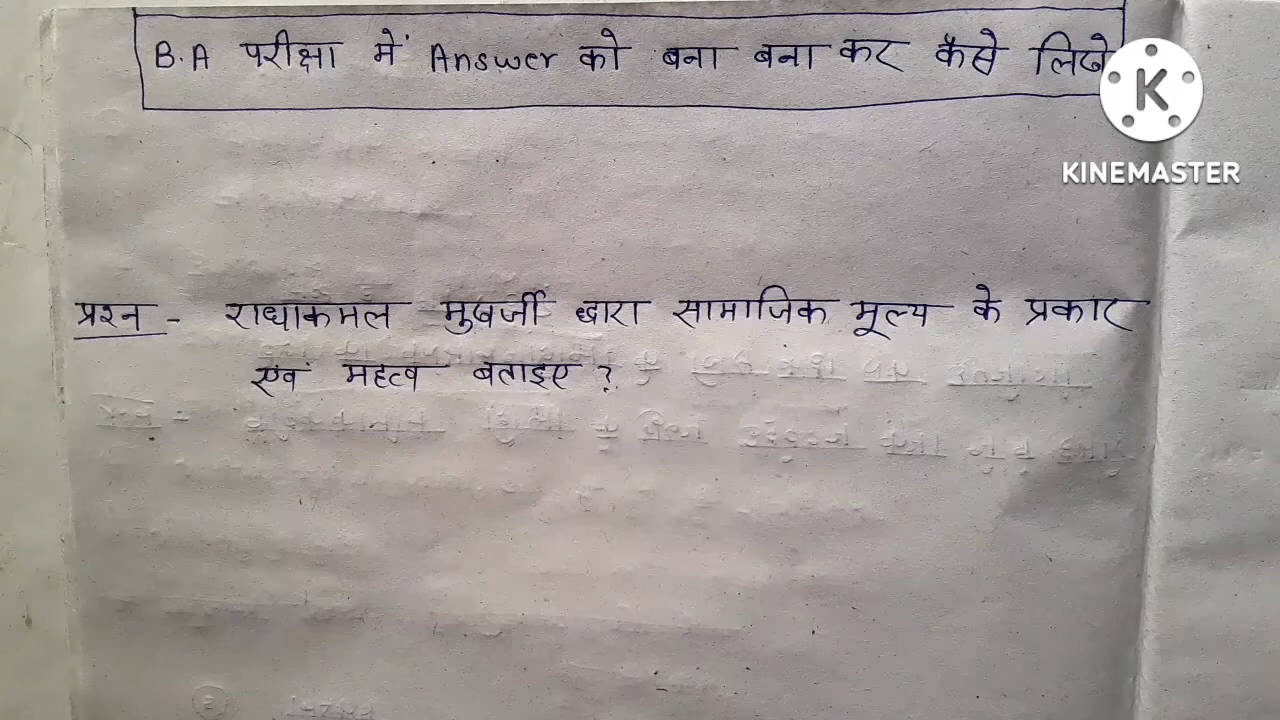 B.A परीक्षा में Answer को बना बना कर कैसे लिखे
K
KINEMASTER
प्रश्न - राधाकमल मुखर्जी द्वारा सामाजिक मूल्य के प्रकार
एवं महत्व बताइए ?